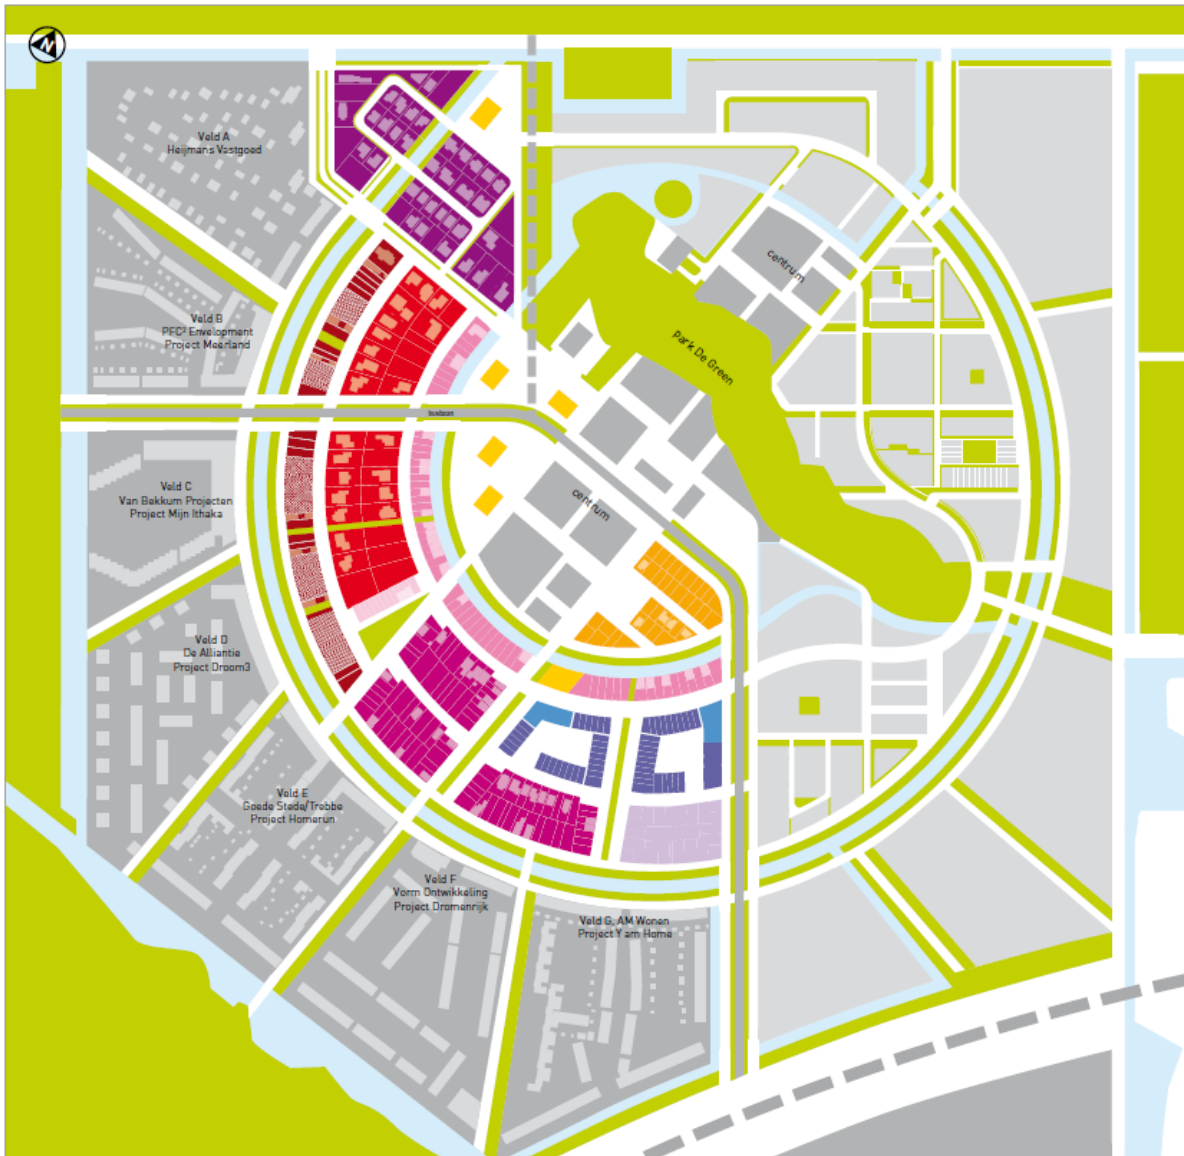 N
Veld A
Heijmans Vastgoed
centrum
Veld B
PFC² Envelopment
Project Meerland
Park De Green
busbaan
Veld C
Van Bekkum Projecten
Project Mijn Ithaka
centrum
Veld D
De Alliantie
Project Droom3
Veld E
Goede Stede/Trebbe
Project Homerun
Veld F
Vorm Ontwikkeling
Project Dromenrijk
Veld G, AM Wonen
Project Y am Home